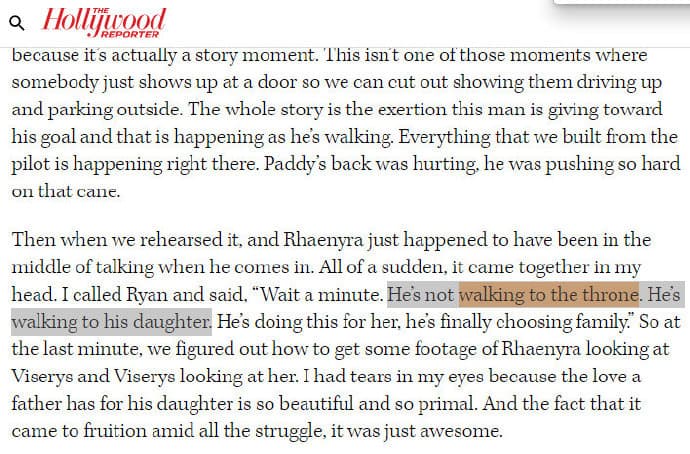 THE
Hollywood
REPORTER
because it's actually a story moment. This isn't one of those moments where
somebody just shows up at a door so we can cut out showing them driving up
and parking outside. The whole story is the exertion this man is giving toward
his goal and that is happening as he's walking. Everything that we built from the
pilot is happening right there. Paddy's back was hurting, he was pushing so hard
on that cane.
Then when we rehearsed it, and Rhaenyra just happened to have been in the
middle of talking when he comes in. All of a sudden, it came together in my
head. I called Ryan and said, “Wait a minute. He's not walking to the throne. He's
walking to his daughter. He's doing this for her, he's finally choosing family.” So at
the last minute, we figured out how to get some footage of Rhaenyra looking at
Viserys and Viserys looking at her. I had tears in my eyes because the love a
father has for his daughter is so beautiful and so primal. And the fact that it
came to fruition amid all the struggle, it was just awesome.